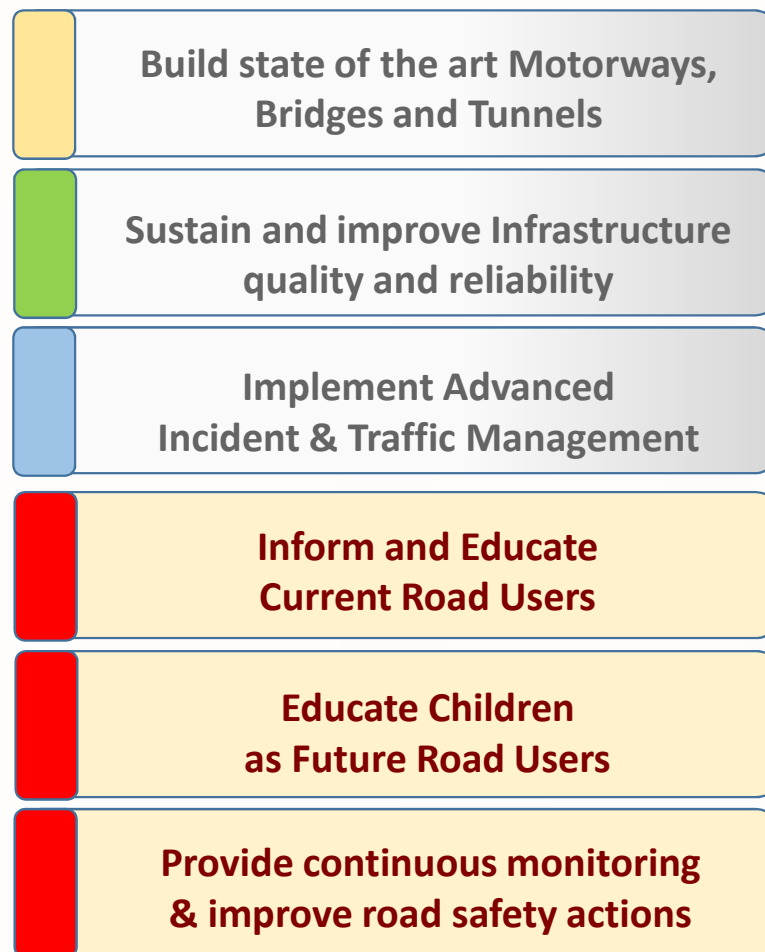 Build state of the art Motorways,
Bridges and Tunnels
Sustain and improve Infrastructure
quality and reliability
Implement Advanced
Incident & Traffic Management
Inform and Educate
Current Road Users
Educate Children
as Future Road Users
Provide continuous monitoring
& improve road safety actions